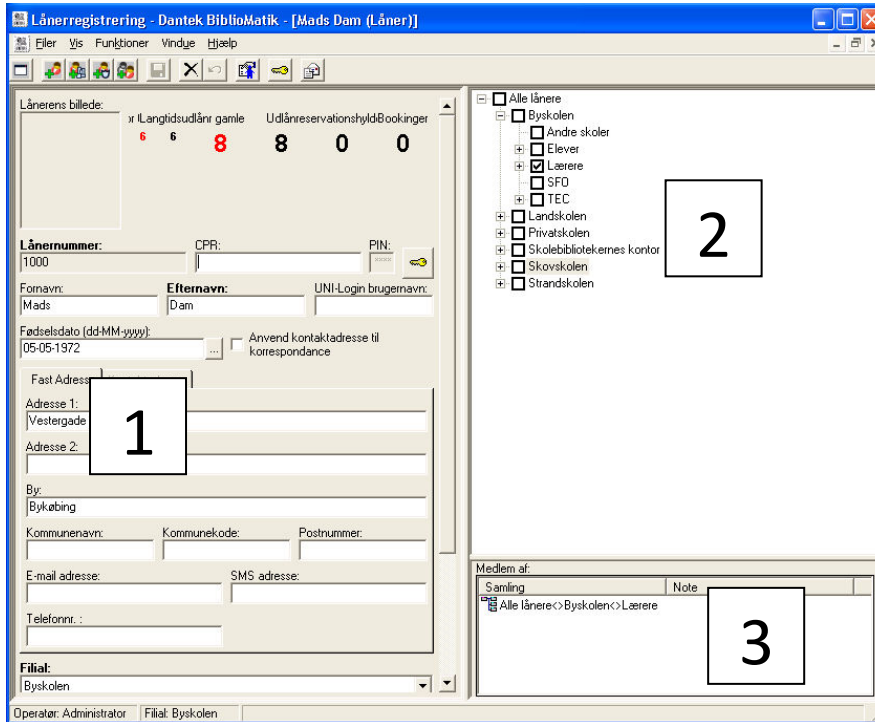 Lånerregistrering - Dantek BiblioMatik - [Mads Dam (Låner)]
Filer Vis Funktioner Vindue Hjælp
Lånerens billede:
or (Langtidsudlånr gamle Udlånreservationshylde Bookinger
6 6 8 8 0 0
Lånernummer: CPR: PIN:
1000 ****
Fornavn: Efternavn: UNI-Login brugernavn:
Mads Dam
Fødselsdato (dd-MM-yyyy):
05-05-1972 ... Anvend kontaktadresse til
korrespondance
Fast Adresse
Adresse 1:
Vestergade
Adresse 2:
1
By:
Bykøbing
Kommunenavn: Kommunekode: Postnummer:
E-mail adresse: SMS adresse:
Telefonnr. :
Filial:
Byskolen
Alle lånere
Byskolen
Andre skoler
Elever
Lærere
SFO
TEC
Landskolen
Privatskolen
Skolebibliotekernes kontor
Skovskolen
Strandskolen
2
Medlem af:
Samling Note
Alle lånere<>Byskolen<>Lærere
3
Operatør: Administrator Filial: Byskolen